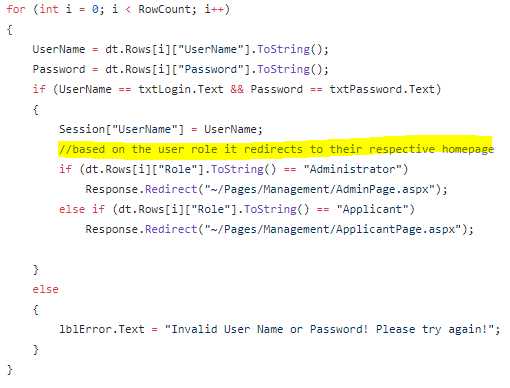 for (int i = 0; i < RowCount; i++)
{
    UserName = dt.Rows[i]["UserName"].ToString();
    Password = dt.Rows[i]["Password"].ToString();
    if (UserName == txtLogin.Text && Password == txtPassword.Text)
    {
        Session["UserName"] = UserName;
        //based on the user role it redirects to their respective homepage
        if (dt.Rows[i]["Role"].ToString() == "Administrator")
            Response.Redirect("~/Pages/Management/AdminPage.aspx");
        else if (dt.Rows[i]["Role"].ToString() == "Applicant")
            Response.Redirect("~/Pages/Management/ApplicantPage.aspx");
    }
    else
    {
        lblError.Text = "Invalid User Name or Password! Please try again!";
    }
}